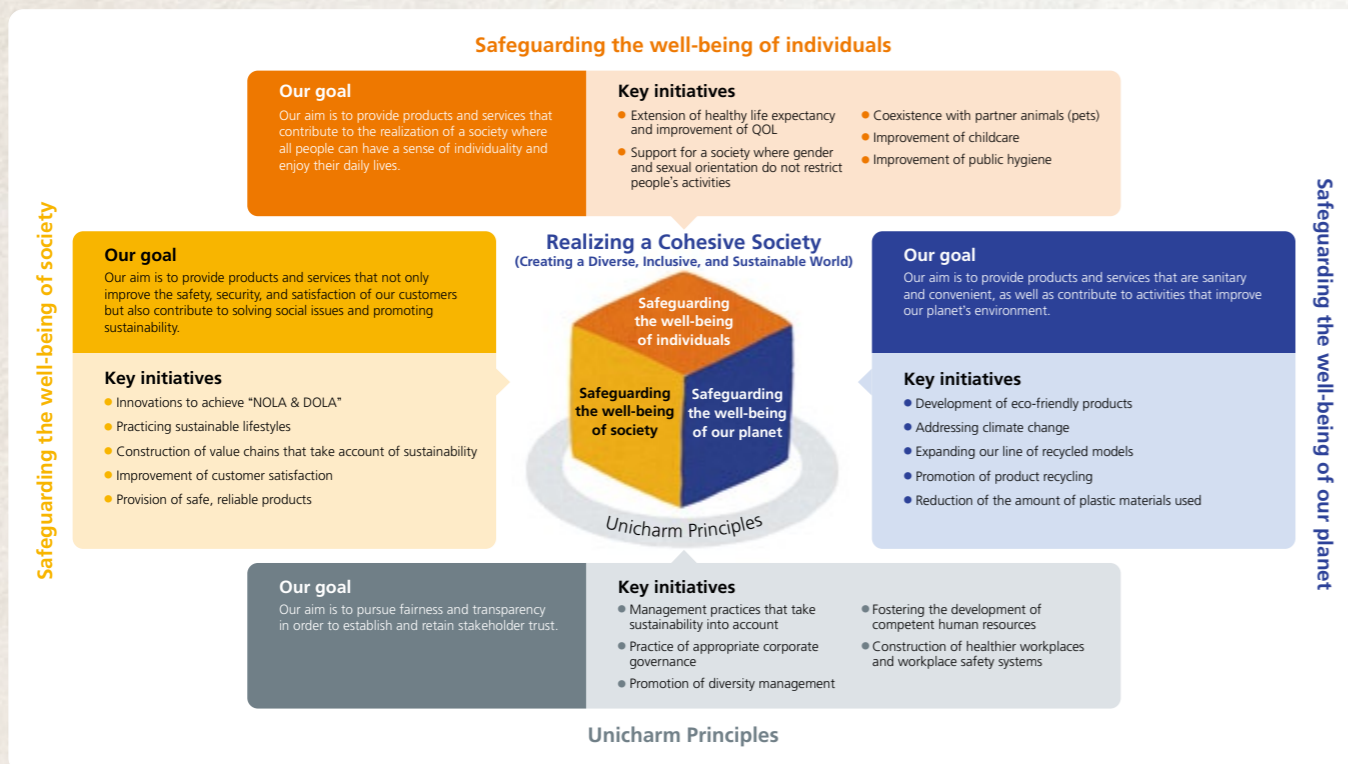 Safeguarding the well-being of individuals
Our goal
Our aim is to provide products and services that
contribute to the realization of a society where
all people can have a sense of individuality and
enjoy their daily lives.
Key initiatives
● Extension of healthy life expectancy
and improvement of QOL
● Support for a society where gender
and sexual orientation do not restrict
people's activities
● Coexistence with partner animals (pets)
● Improvement of childcare
● Improvement of public hygiene
Safeguarding the well-being of society
Our goal
Our aim is to provide products and services that not only
improve the safety, security, and satisfaction of our customers
but also contribute to solving social issues and promoting
sustainability.
Key initiatives
● Innovations to achieve “NOLA & DOLA”
● Practicing sustainable lifestyles
● Construction of value chains that take account of sustainability
● Improvement of customer satisfaction
● Provision of safe, reliable products
Realizing a Cohesive Society
(Creating a Diverse, Inclusive, and Sustainable World)
Safeguarding
the well-being
of individuals
Safeguarding
the well-being
of society
Safeguarding
the well-being
of our planet
Unicharm Principles
Our goal
Our aim is to provide products and services that are sanitary
and convenient, as well as contribute to activities that improve
our planet's environment.
Key initiatives
● Development of eco-friendly products
● Addressing climate change
● Expanding our line of recycled models
● Promotion of product recycling
● Reduction of the amount of plastic materials used
Safeguarding the well-being of our planet
Our goal
Our aim is to pursue fairness and transparency
in order to establish and retain stakeholder trust.
Key initiatives
● Management practices that take
sustainability into account
● Practice of appropriate corporate
governance
● Promotion of diversity management
● Fostering the development of
competent human resources
● Construction of healthier workplaces
and workplace safety systems
Unicharm Principles